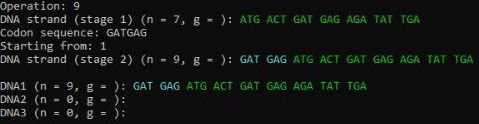 Operation: 9
DNA strand (stage 1) (n = 7, g = ): ATG ACT GAT GAG AGA TAT TGA
Codon sequence: GATGAG
Starting from: 1
DNA strand (stage 2) (n = 9, g = ): GAT GAG ATG ACT GAT GAG AGA TAT TGA
DNA1 (n = 9, g = ): GAT GAG ATG ACT GAT GAG AGA TAT TGA
DNA2 (n = 0, g = ):
DNA3 (n = 0, g = ):